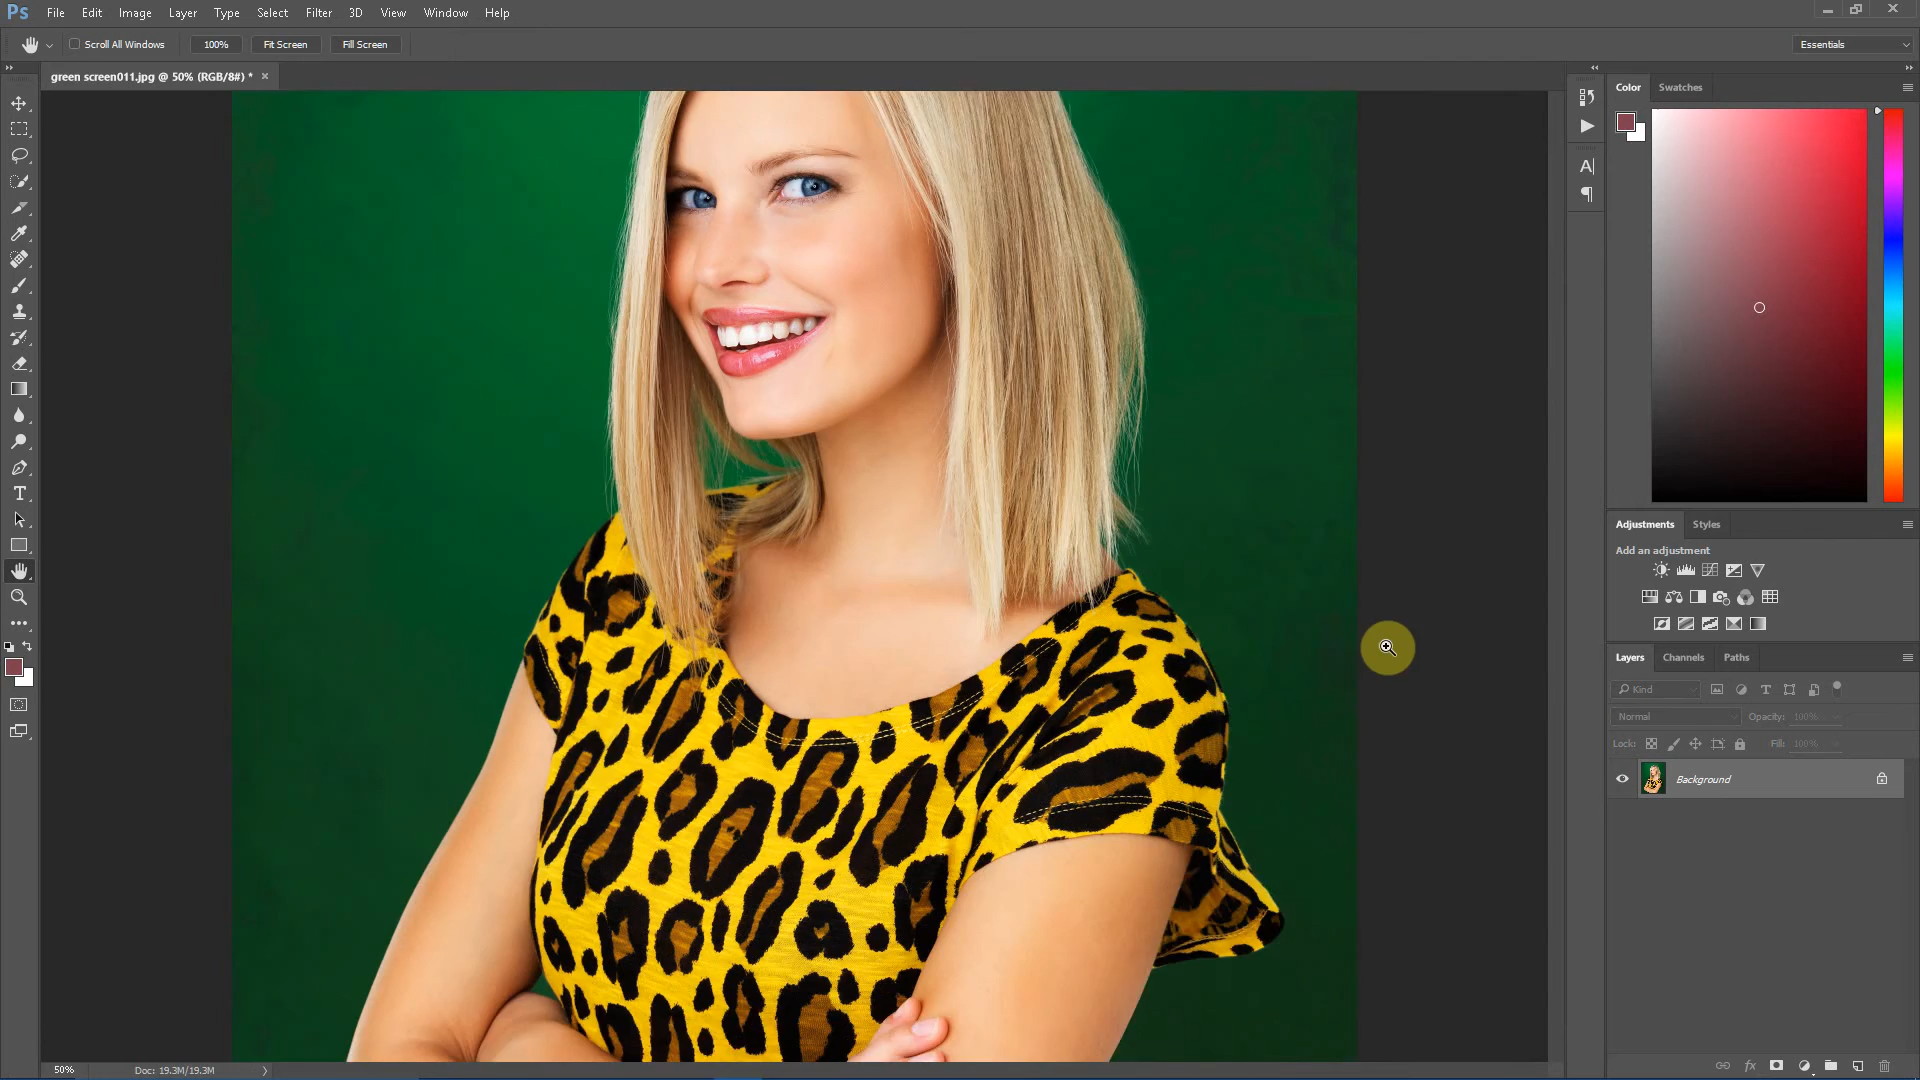 Ps File Edit Image Layer Type Select Filter 3D View Window Help
Scroll All Windows 100% Fit Screen Fill Screen Essentials
green screen011.jpg @ 50% (RGB/8#) *
Color Swatches
Adjustments Styles
Add an adjustment
Layers Channels Paths
Kind
Normal Opacity: 100%
Lock: Fill: 100%
Background
50% Doc: 19.3M/19.3M